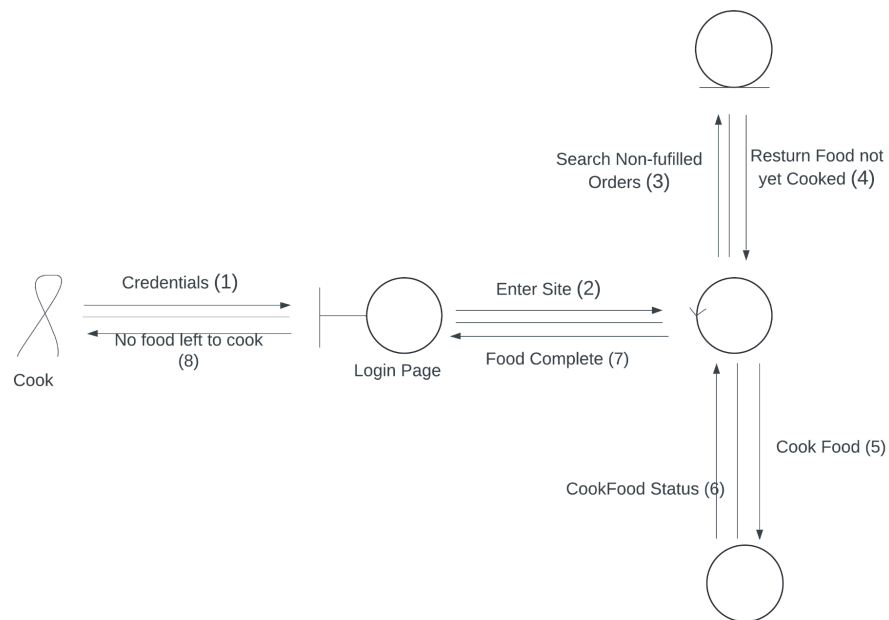 Search Non-fufilled
Orders (3)
Resturn Food not
yet Cooked (4)
Credentials (1)
Enter Site (2)
No food left to cook
(8)
Food Complete (7)
Login Page
Cook
Cook Food (5)
CookFood Status (6)